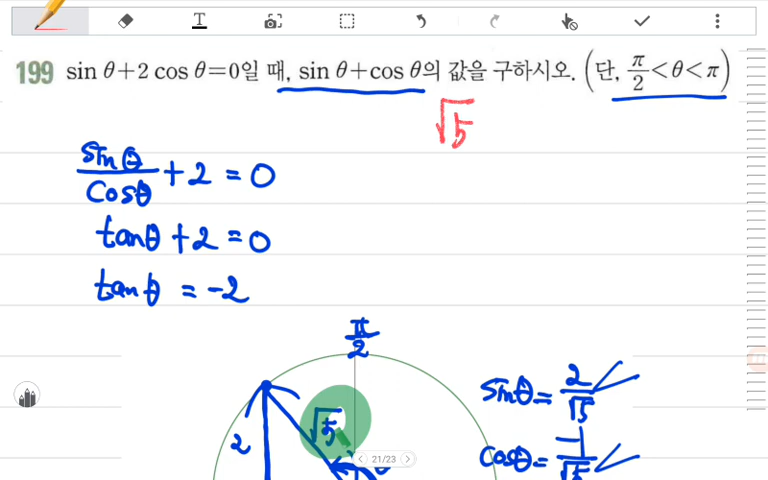 T
199 sin θ+2 cos θ=0일 때, sin θ+cos θ의 값을 구하시오. (단, π/2<θ<π)
√5
sinθ/cosθ + 2 = 0
tanθ + 2 = 0
tanθ = -2
π/2
sinθ = 2/√5
√5
2
cosθ = -1/√5
21/23